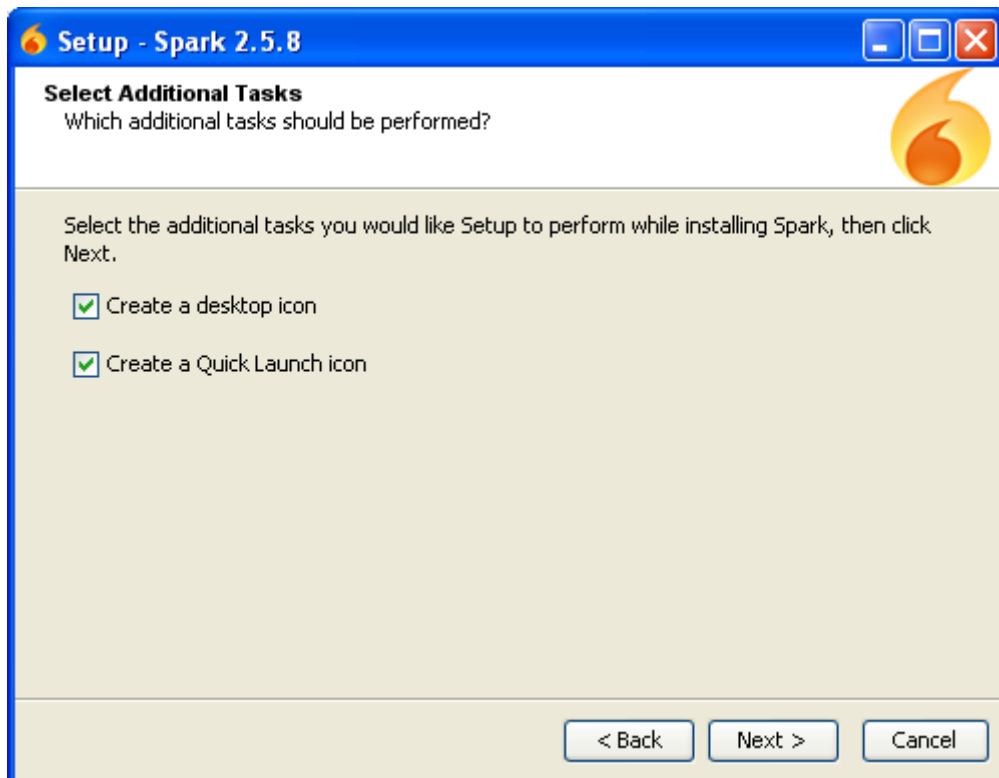 Setup - Spark 2.5.8
Select Additional Tasks
Which additional tasks should be performed?
Select the additional tasks you would like Setup to perform while installing Spark, then click
Next.
Create a desktop icon
Create a Quick Launch icon
< Back Next > Cancel